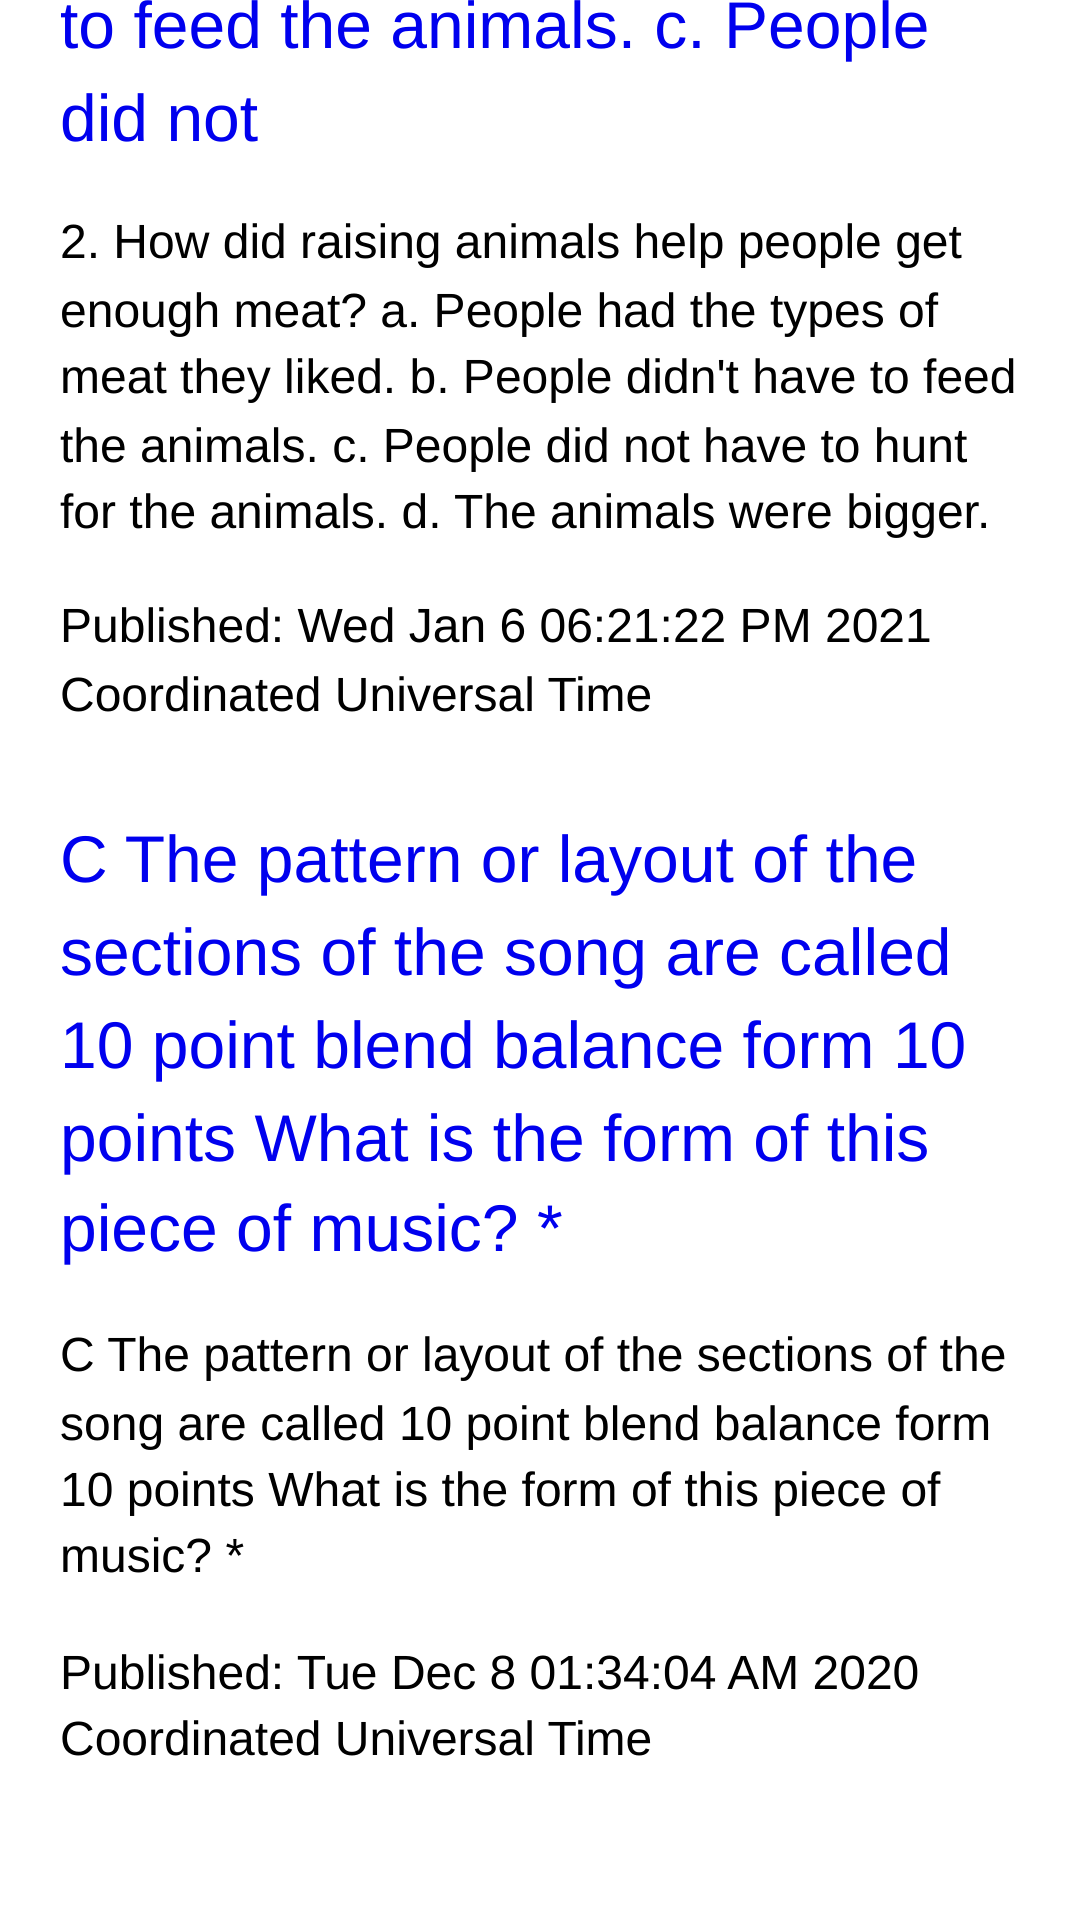 to feed the animals. c. People
did not
2. How did raising animals help people get
enough meat? a. People had the types of
meat they liked. b. People didn't have to feed
the animals. c. People did not have to hunt
for the animals. d. The animals were bigger.
Published: Wed Jan 6 06:21:22 PM 2021
Coordinated Universal Time
C The pattern or layout of the
sections of the song are called
10 point blend balance form 10
points What is the form of this
piece of music? *
C The pattern or layout of the sections of the
song are called 10 point blend balance form
10 points What is the form of this piece of
music? *
Published: Tue Dec 8 01:34:04 AM 2020
Coordinated Universal Time